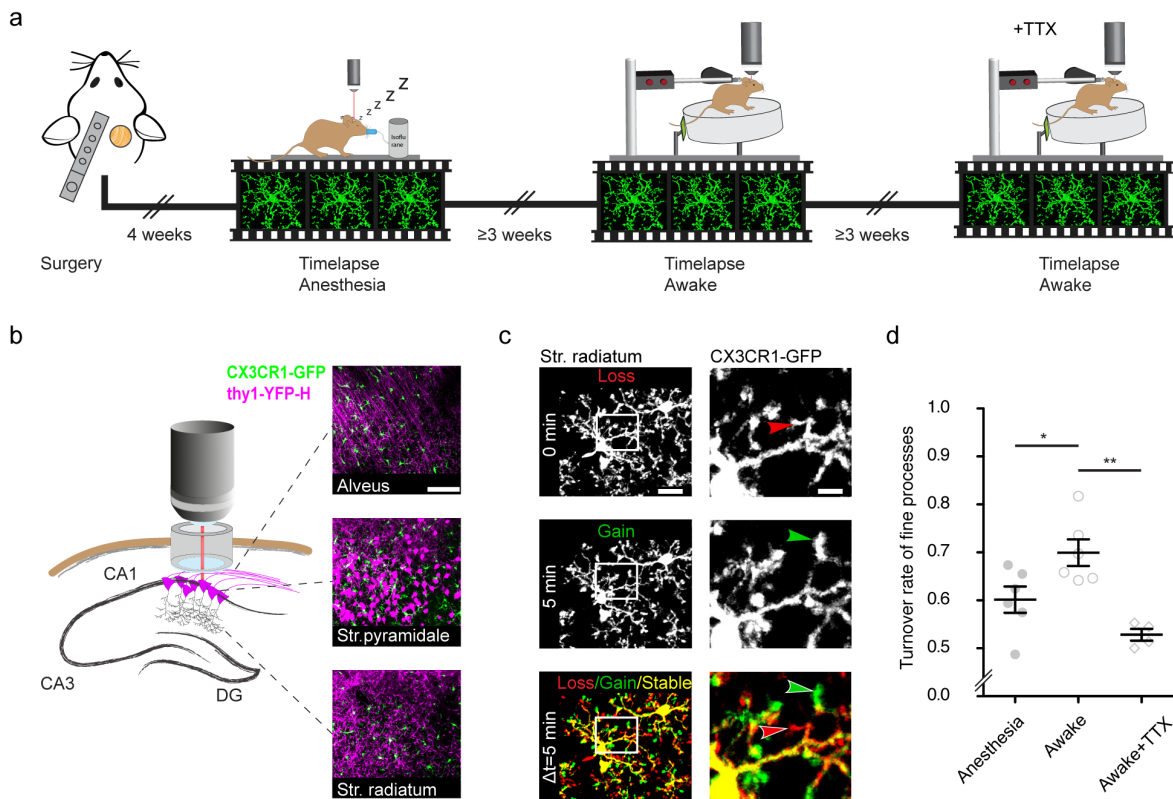 a
+TTX
z z z z z z
Isoflu
rane
4 weeks
≥3 weeks
≥3 weeks
Surgery
Timelapse
Anesthesia
Timelapse
Awake
Timelapse
Awake
b
CX3CR1-GFP
thy1-YFP-H
Alveus
CA1
Str.pyramidale
CA3
DG
Str. radiatum
c
Str. radiatum
CX3CR1-GFP
Loss
0 min
Gain
5 min
Loss/Gain/Stable
Δt=5 min
d
Turnover rate of fine processes
1.0
0.9
0.8
0.7
0.6
0.5
0.0
*
**
Anesthesia
Awake
Awake+TTX